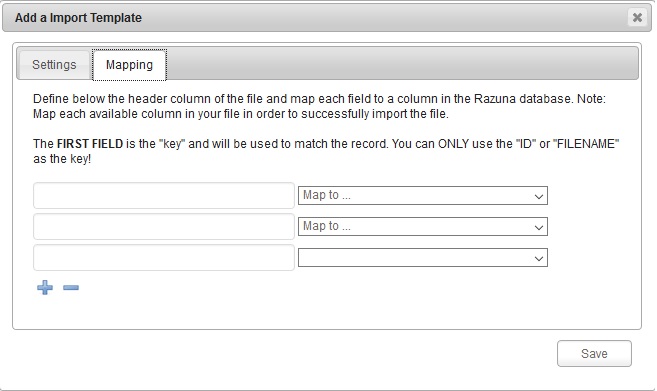 Add a Import Template
Settings
Mapping
Define below the header column of the file and map each field to a column in the Razuna database. Note:
Map each available column in your file in order to successfully import the file.
The FIRST FIELD is the "key" and will be used to match the record. You can ONLY use the "ID" or "FILENAME"
as the key!
Map to ...
Map to ...
Save